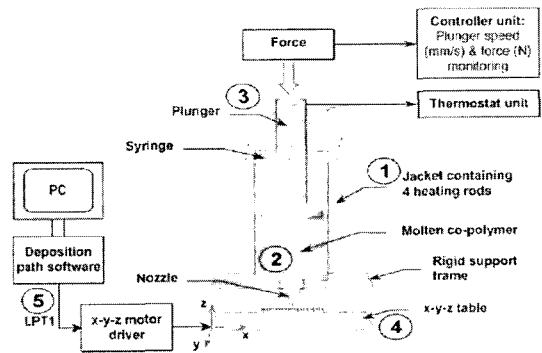 Controller unit:
Plunger speed
(mm/s) & force (N)
monitoring
Force
3
Plunger
Thermostat unit
Syringe
1
Jacket containing
4 heating rods
PC
Molten co-polymer
Deposition
path software
2
Rigid support
frame
Nozzle
5
LPT1
x-y-z motor
driver
z
y
x
x-y-z table
4